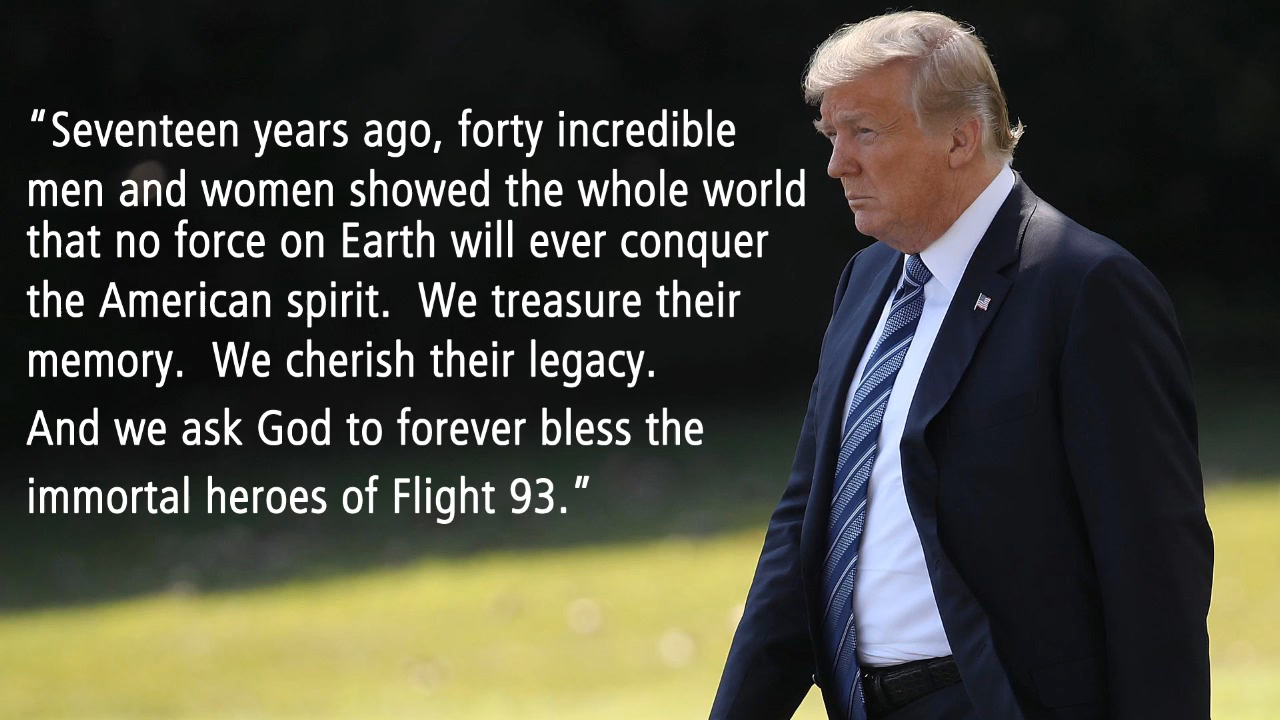 “Seventeen years ago, forty incredible
men and women showed the whole world
that no force on Earth will ever conquer
the American spirit.  We treasure their
memory.  We cherish their legacy.
And we ask God to forever bless the
immortal heroes of Flight 93.”